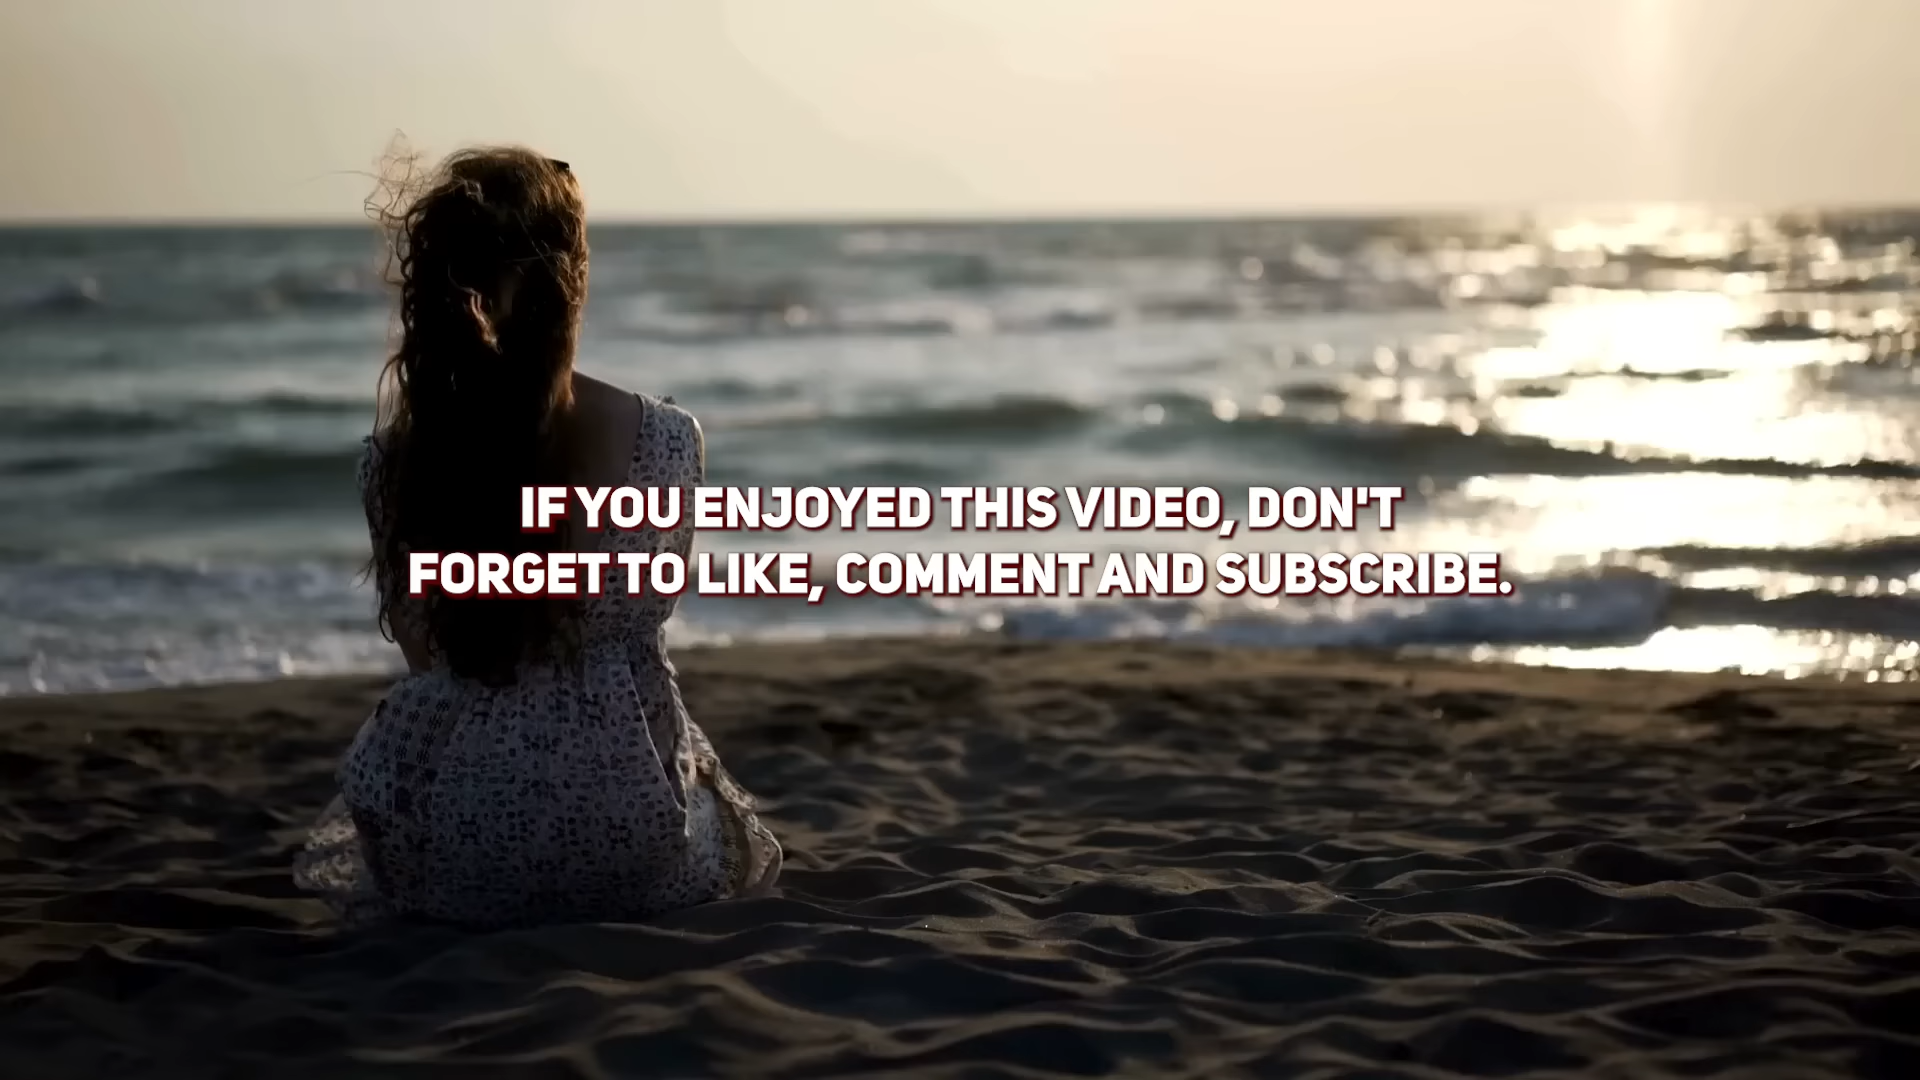 IF YOU ENJOYED THIS VIDEO, DON'T
FORGET TO LIKE, COMMENT AND SUBSCRIBE.